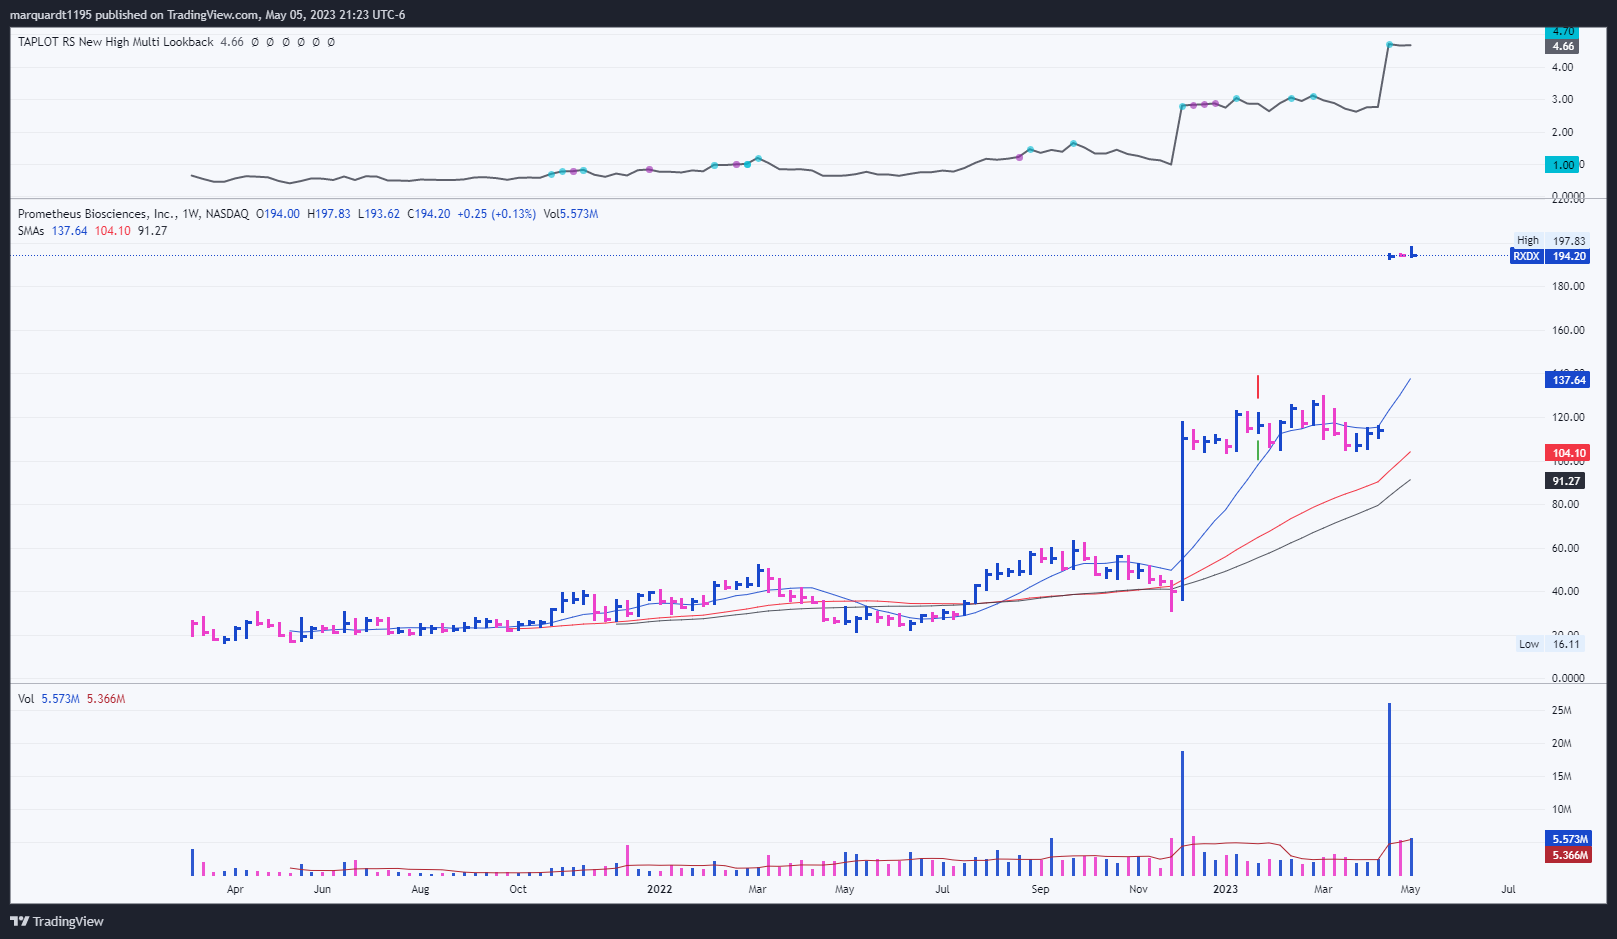 marquardt1195 published on TradingView.com, May 05, 2023 21:23 UTC-6
TAPLOT RS New High Multi Lookback 4.66 Ø Ø Ø Ø Ø Ø
4.70
4.66
4.00
3.00
2.00
1.00
0.0000
Prometheus Biosciences, Inc., 1W, NASDAQ O194.00 H197.83 L193.62 C194.20 +0.25 (+0.13%) Vol5.573M
SMAs 137.64 104.10 91.27
220.00
High 197.83
RXDX 194.20
180.00
160.00
137.64
120.00
104.10
100.00
91.27
80.00
60.00
40.00
20.00
Low 16.11
0.0000
Vol 5.573M 5.366M
25M
20M
15M
10M
5.573M
5.366M
Apr Jun Aug Oct 2022 Mar May Jul Sep Nov 2023 Mar May Jul
TradingView